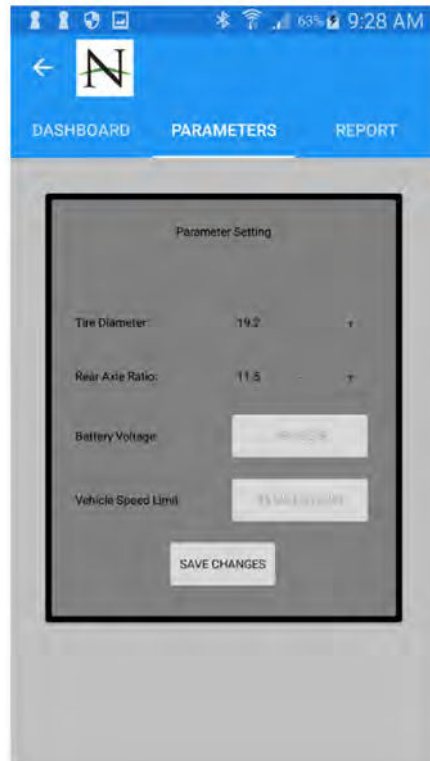 63% 9:28 AM
N
DASHBOARD PARAMETERS REPORT
Parameter Setting
Tire Diameter: 19.2 +
Rear Axle Ratio: 11.5 - +
Battery Voltage:
Vehicle Speed Limit:
SAVE CHANGES